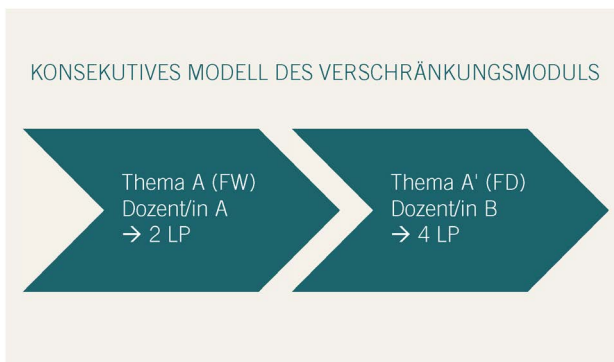 KONSEKUTIVES MODELL DES VERSCHRÄNKUNGSMODULS
Thema A (FW)
Dozent/in A
→ 2 LP
Thema A' (FD)
Dozent/in B
→ 4 LP